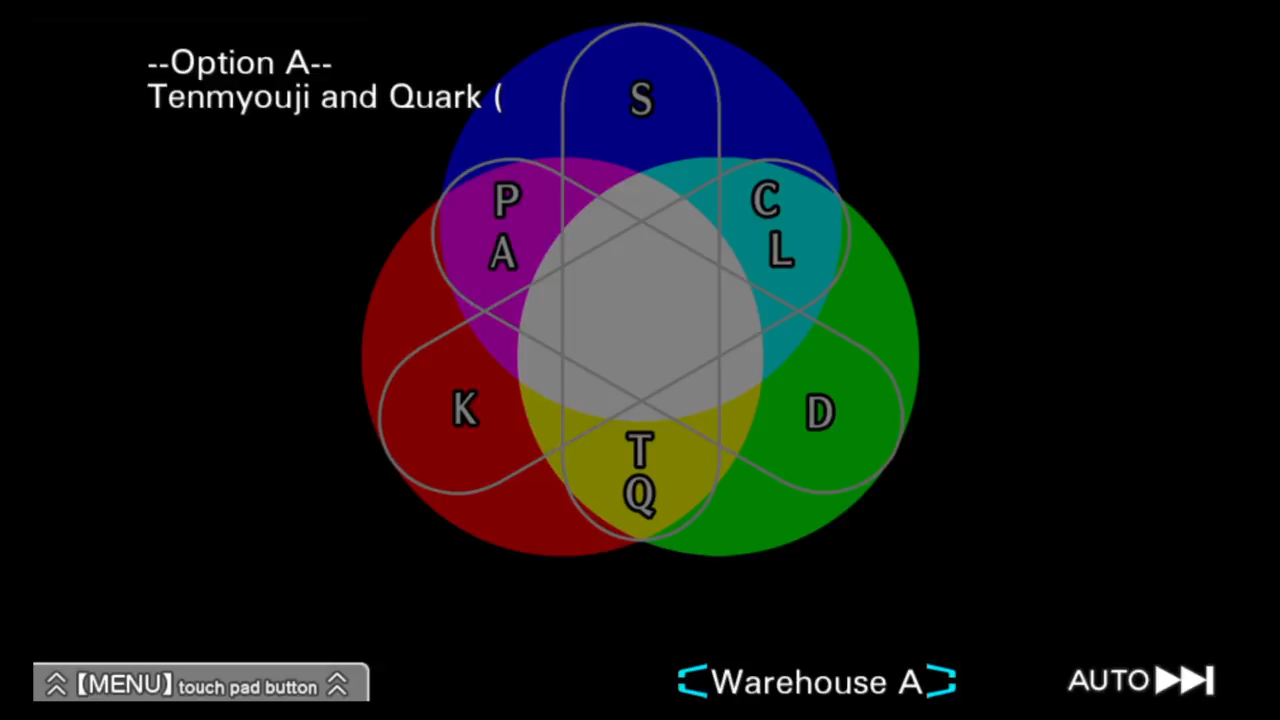 --Option A--
Tenmyouji and Quark (
S
P
C
A
L
K
D
T
Q
【MENU】touch pad button
Warehouse A
AUTO